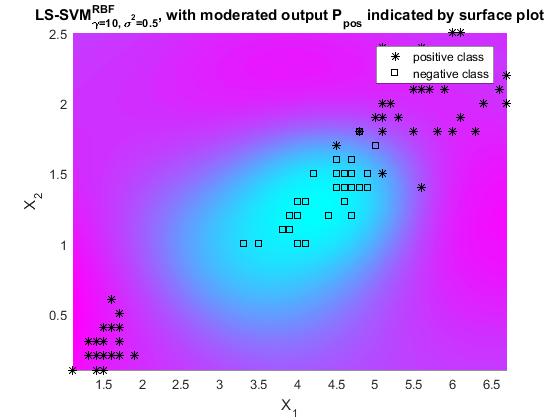 LS-SVM^RBF_γ=10, σ²=0.5, with moderated output P_pos indicated by surface plot
2.5
positive class
negative class
2
1.5
1
0.5
X_2
1.5 2 2.5 3 3.5 4 4.5 5 5.5 6 6.5
X_1